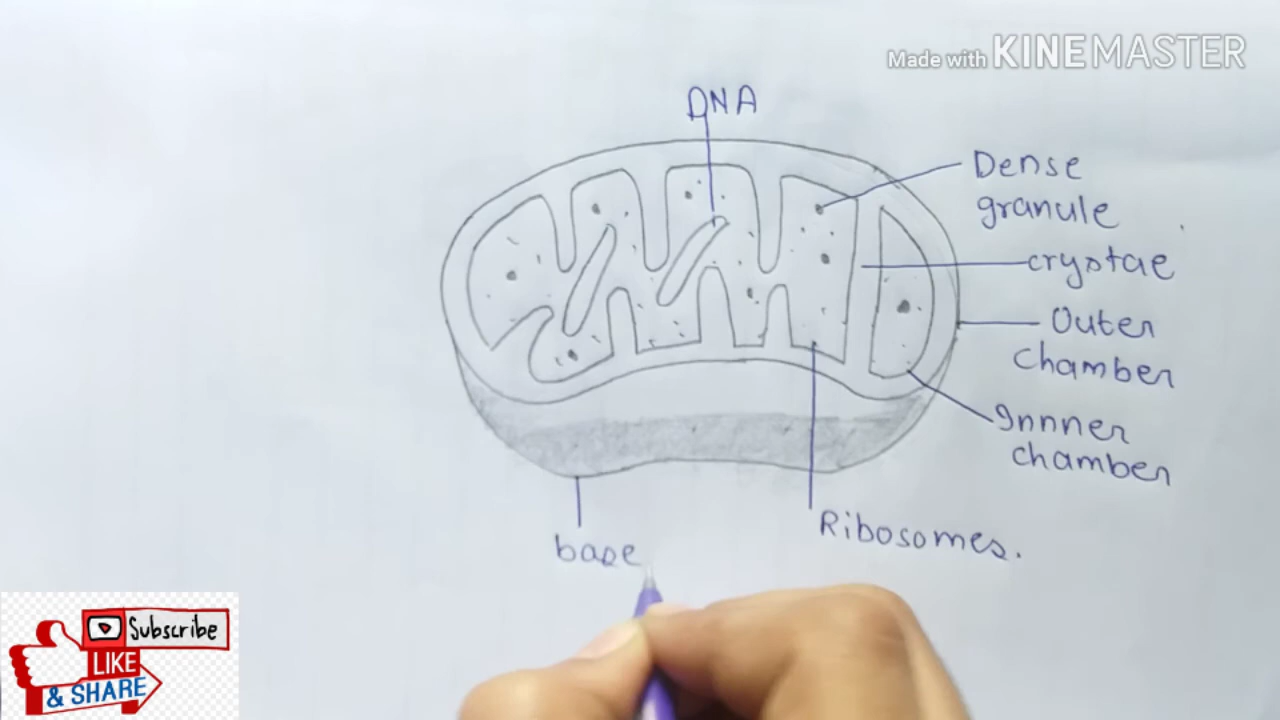 Made with KINEMASTER
DNA
Dense
granule
crystae
Outer
chamber
Innner
chamber
Ribosomes.
base
Subscribe
LIKE
& SHARE